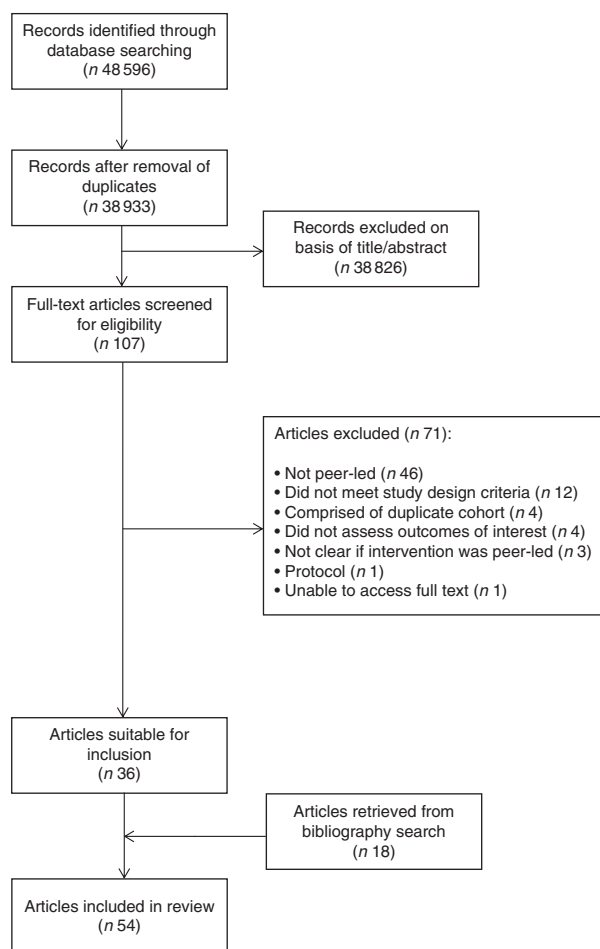 Records identified through
database searching
(n 48 596)
Records after removal of
duplicates
(n 38 933)
Records excluded on
basis of title/abstract
(n 38 826)
Full-text articles screened
for eligibility
(n 107)
Articles excluded (n 71):
• Not peer-led (n 46)
• Did not meet study design criteria (n 12)
• Comprised of duplicate cohort (n 4)
• Did not assess outcomes of interest (n 4)
• Not clear if intervention was peer-led (n 3)
• Protocol (n 1)
• Unable to access full text (n 1)
Articles suitable for
inclusion
(n 36)
Articles retrieved from
bibliography search
(n 18)
Articles included in review
(n 54)